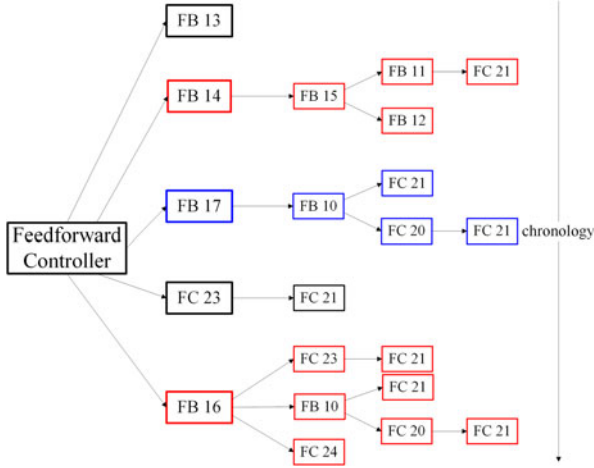 FB 13
FB 14
FB 15
FB 11
FC 21
FB 12
FB 17
FB 10
FC 21
FC 20
FC 21
chronology
Feedforward
Controller
FC 23
FC 21
FB 16
FC 23
FC 21
FB 10
FC 21
FC 20
FC 21
FC 24